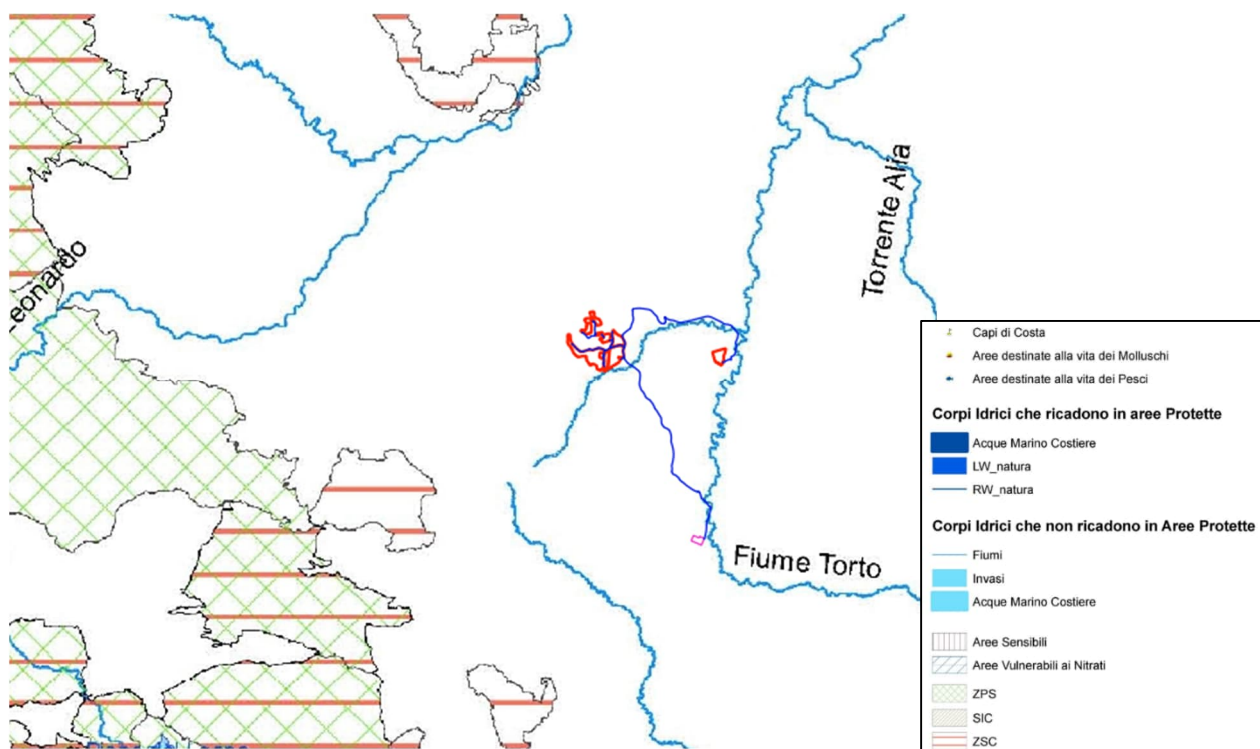 Torrente Alia
Leonardo
Fiume Torto
Capi di Costa
Aree destinate alla vita dei Molluschi
Aree destinate alla vita dei Pesci
Corpi Idrici che ricadono in aree Protette
Acque Marino Costiere
LW_natura
RW_natura
Corpi Idrici che non ricadono in Aree Protette
Fiumi
Invasi
Acque Marino Costiere
Aree Sensibili
Aree Vulnerabili ai Nitrati
ZPS
SIC
ZSC